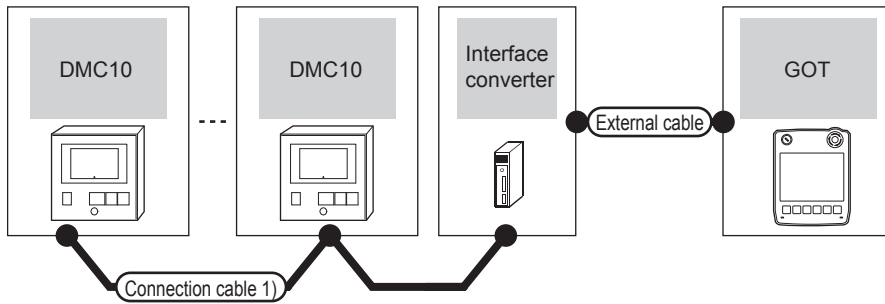 DMC10
DMC10
Interface
converter
GOT
External cable
Connection cable 1)